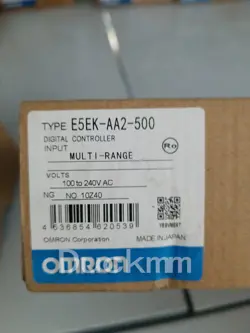 TYPE E5EK-AA2-500
DIGITAL CONTROLLER
INPUT
MULTI-RANGE
VOLTS
100 to 240V AC
NG NO. 10Z40
OMRON Corporation MADE IN JAPAN
4 536854 620539
OMRON